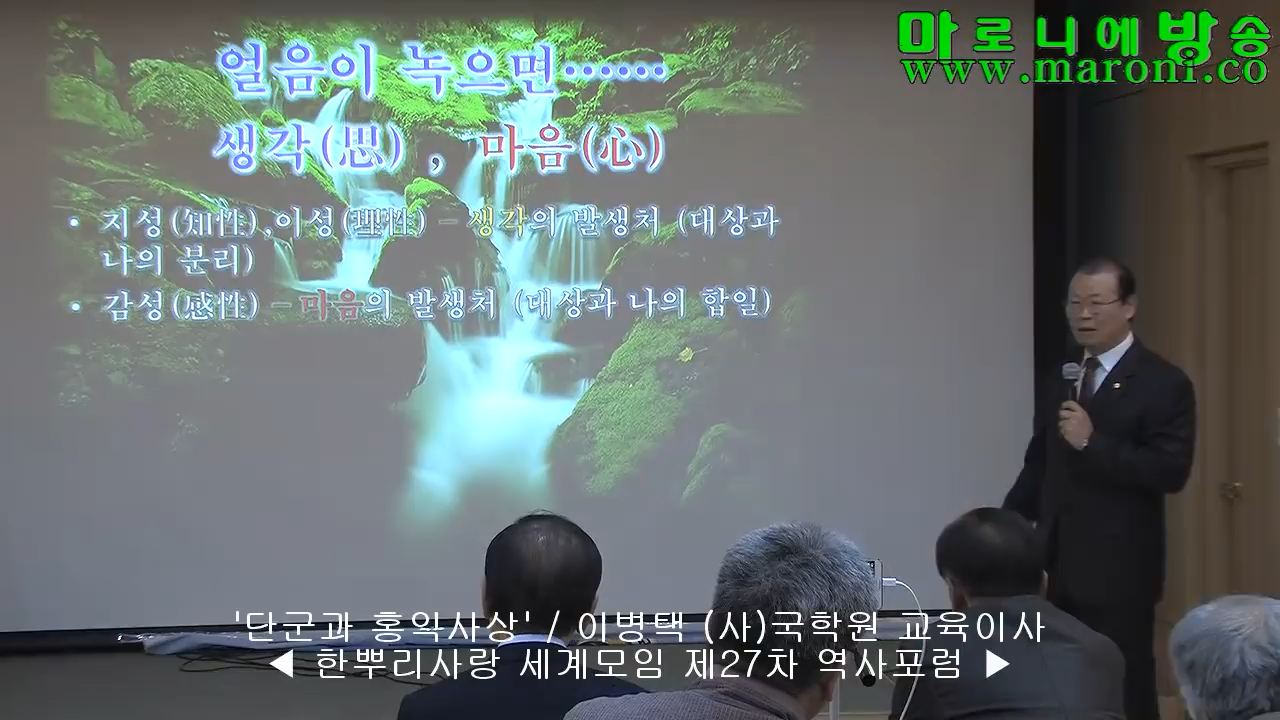 마로니에방송
www.maroni.co
얼음이 녹으면……
생각(思) , 마음(心)
• 지성(知性),이성(理性) – 생각의 발생처 (대상과
나의 분리)
• 감성(感性) – 마음의 발생처 (대상과 나의 합일)
'단군과 홍익사상' / 이병택 (사)국학원 교육이사
◀ 한뿌리사랑 세계모임 제27차 역사포럼 ▶